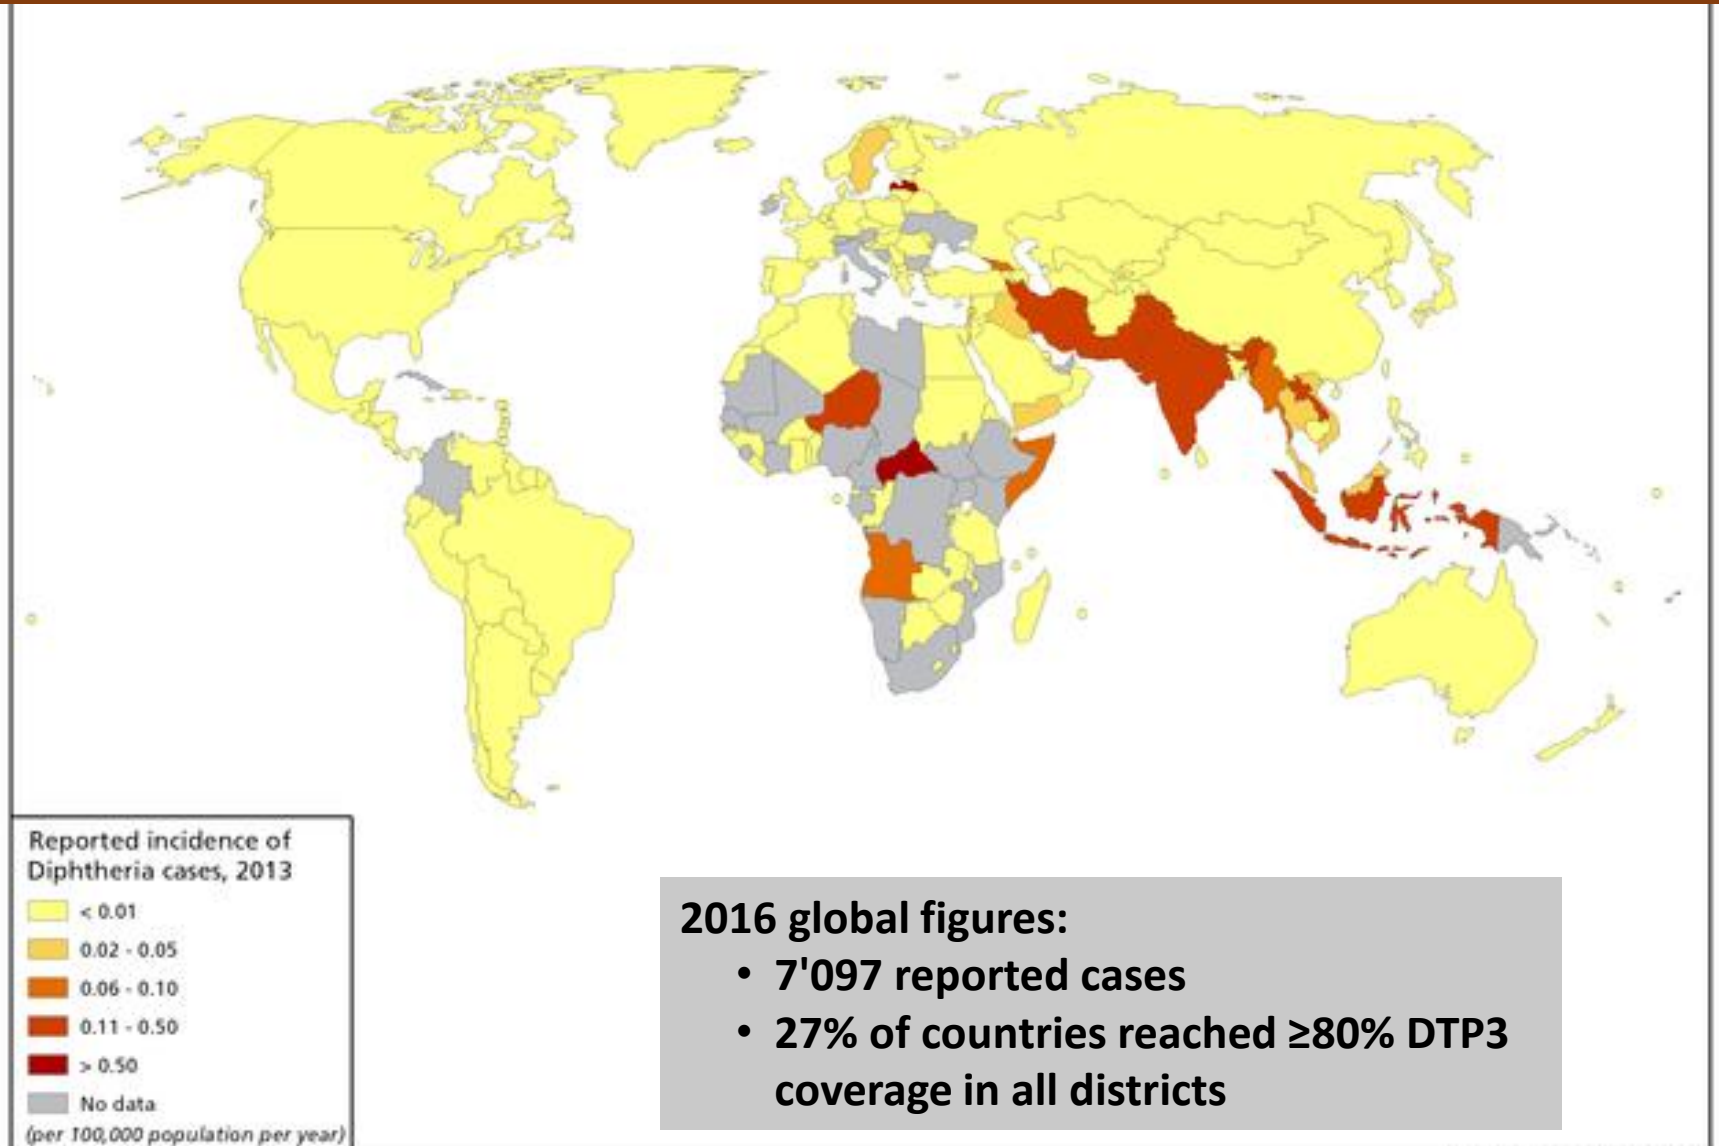 Reported incidence of
Diphtheria cases, 2013
< 0.01
0.02 - 0.05
0.06 - 0.10
0.11 - 0.50
> 0.50
No data
(per 100,000 population per year)
2016 global figures:
• 7'097 reported cases
• 27% of countries reached ≥80% DTP3
coverage in all districts